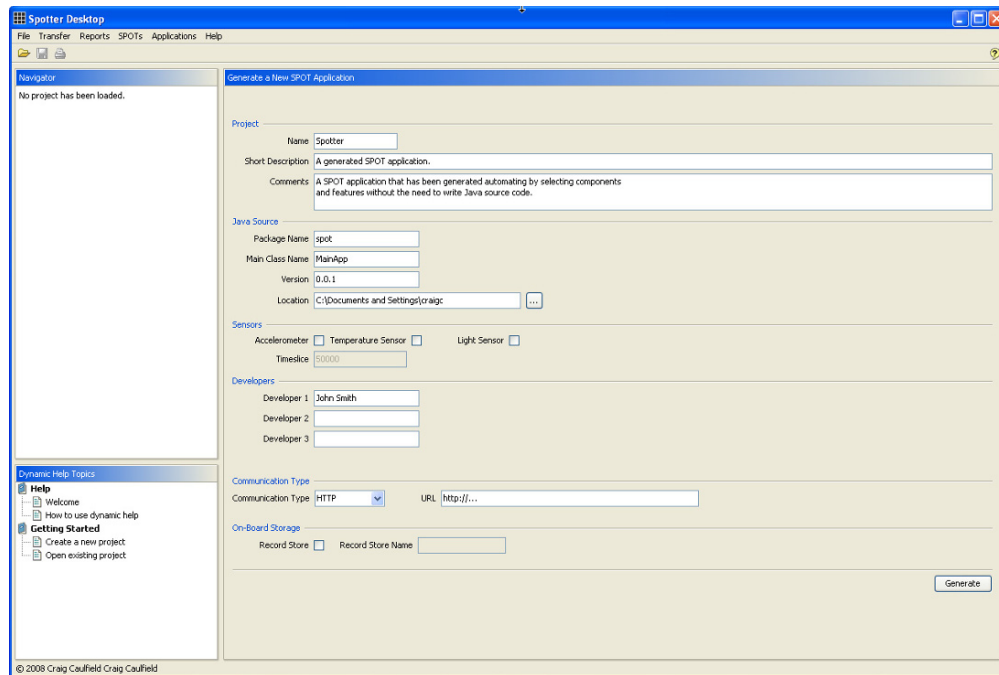 Spotter Desktop
File Transfer Reports SPOTs Applications Help
Navigator
No project has been loaded.
Generate a New SPOT Application
Project
Name Spotter
Short Description A generated SPOT application.
Comments A SPOT application that has been generated automating by selecting components
and features without the need to write Java source code.
Java Source
Package Name spot
Main Class Name MainApp
Version 0.0.1
Location C:\Documents and Settings\craigc ...
Sensors
Accelerometer Temperature Sensor Light Sensor
Timeslice 50000
Developers
Developer 1 John Smith
Developer 2
Developer 3
Communication Type
Communication Type HTTP URL http://...
On-Board Storage
Record Store Record Store Name
Generate
Dynamic Help Topics
Help
Welcome
How to use dynamic help
Getting Started
Create a new project
Open existing project
© 2008 Craig Caulfield Craig Caulfield